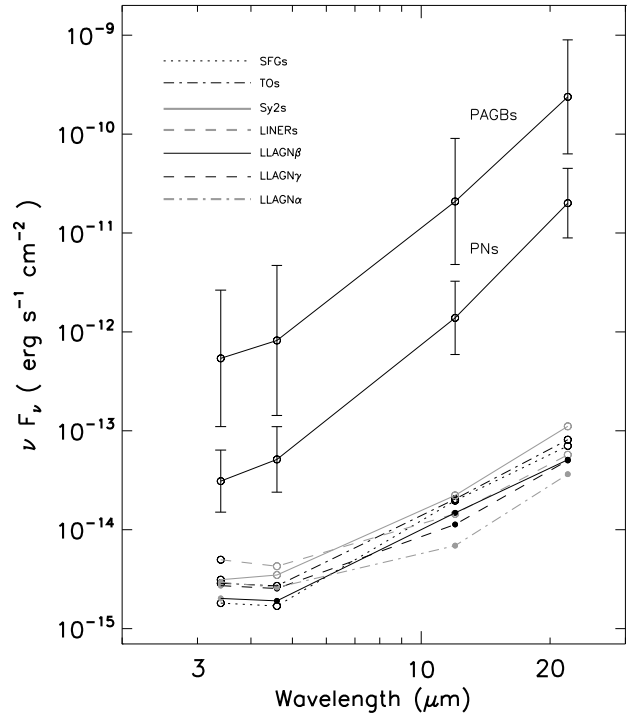 10⁻⁹
10⁻¹⁰
10⁻¹¹
10⁻¹²
10⁻¹³
10⁻¹⁴
10⁻¹⁵
ν Fν ( erg s⁻¹ cm⁻²)
SFGs
TOs
Sy2s
LINERs
LLAGNβ
LLAGNγ
LLAGNα
PAGBs
PNs
3 10 20
Wavelength (μm)